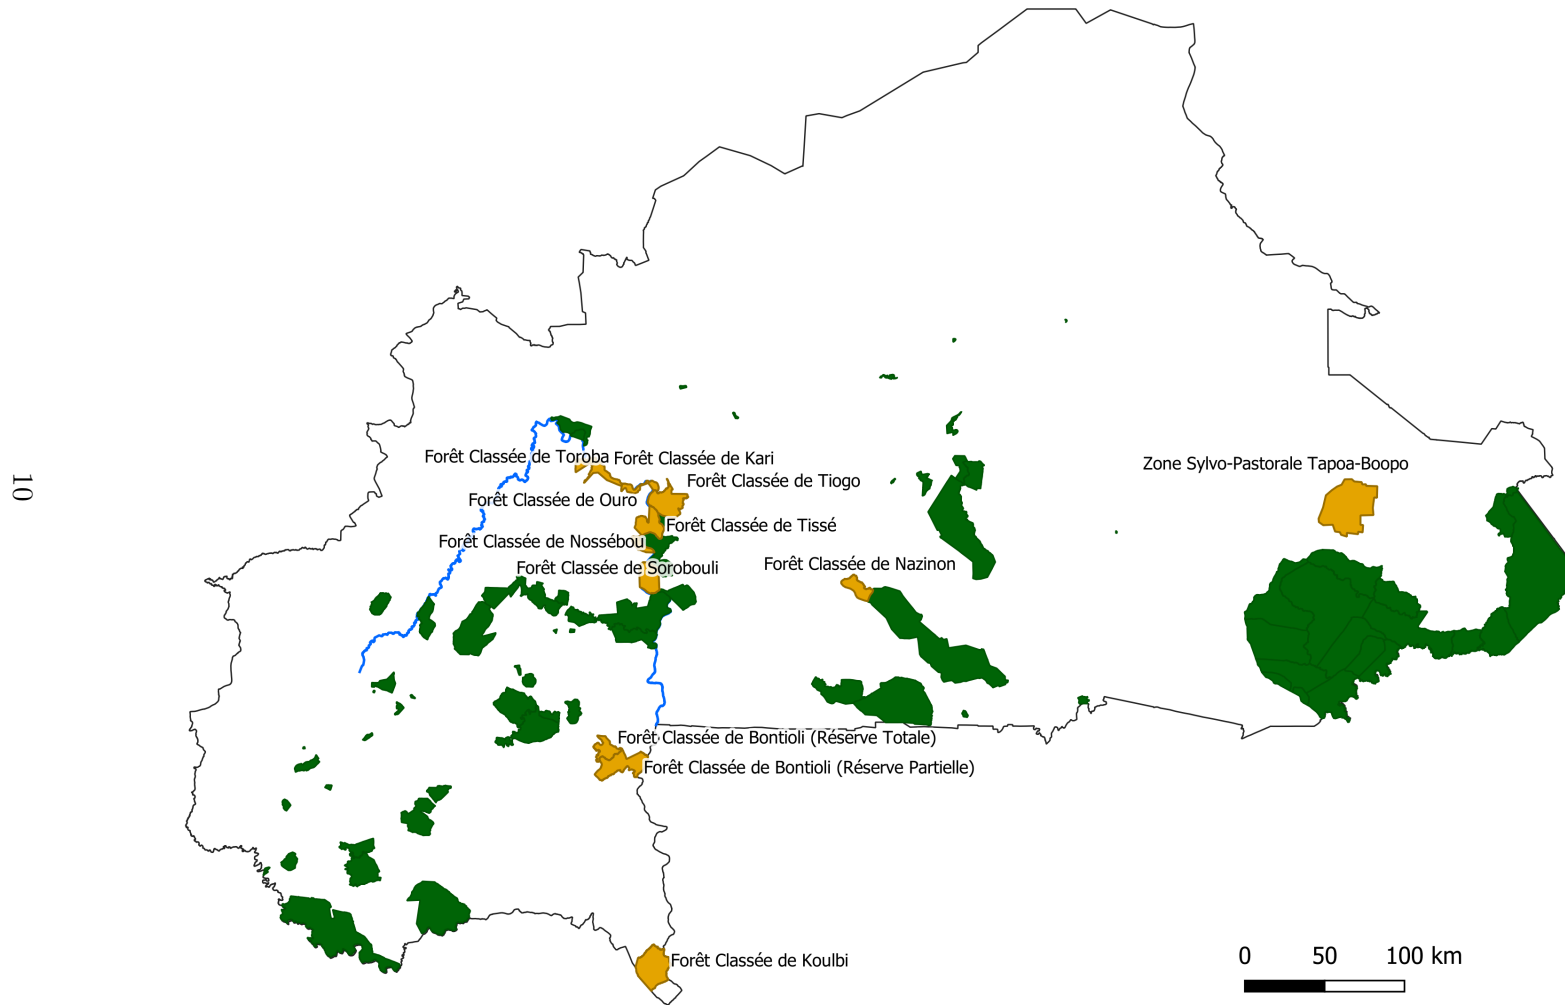 Forêt Classée de Toroba
Forêt Classée de Kari
Zone Sylvo-Pastorale Tapoa-Boopo
Forêt Classée de Tiogo
10
Forêt Classée de Ouro
Forêt Classée de Tissé
Forêt Classée de Nossébou
Forêt Classée de Sorobouli
Forêt Classée de Nazinon
Forêt Classée de Bontioli (Réserve Totale)
Forêt Classée de Bontioli (Réserve Partielle)
Forêt Classée de Koulbi
0 50 100 km